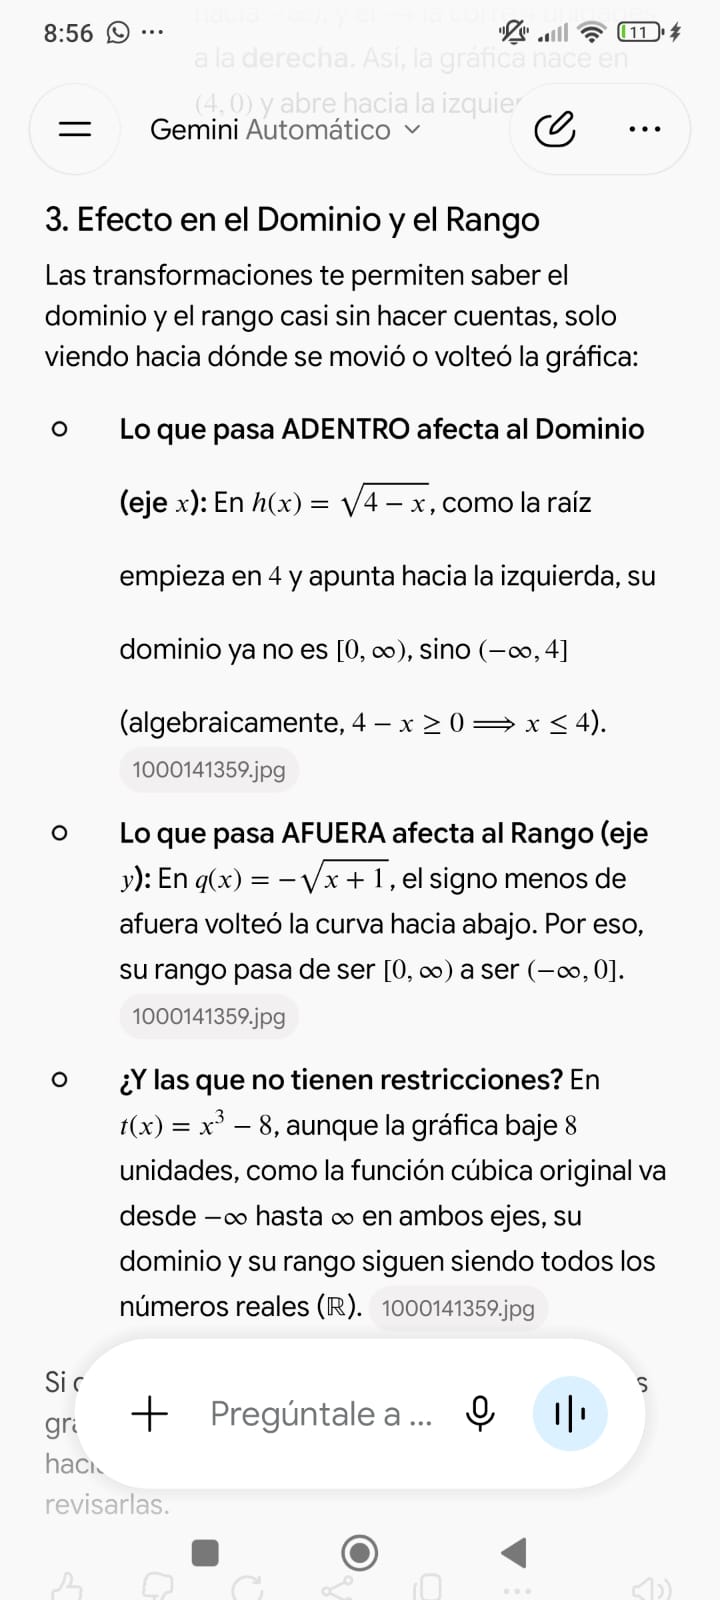 8:56 ... 11
a la derecha. Así, la gráfica nace en
(4, 0) y abre hacia la izquier
Gemini Automático
3. Efecto en el Dominio y el Rango
Las transformaciones te permiten saber el
dominio y el rango casi sin hacer cuentas, solo
viendo hacia dónde se movió o volteó la gráfica:
Lo que pasa ADENTRO afecta al Dominio
(eje x): En h(x) = √(4 − x), como la raíz
empieza en 4 y apunta hacia la izquierda, su
dominio ya no es [0, ∞), sino (−∞, 4]
(algebraicamente, 4 − x ≥ 0 ⟹ x ≤ 4).
1000141359.jpg
Lo que pasa AFUERA afecta al Rango (eje
y): En q(x) = −√(x + 1), el signo menos de
afuera volteó la curva hacia abajo. Por eso,
su rango pasa de ser [0, ∞) a ser (−∞, 0].
1000141359.jpg
¿Y las que no tienen restricciones? En
t(x) = x³ − 8, aunque la gráfica baje 8
unidades, como la función cúbica original va
desde −∞ hasta ∞ en ambos ejes, su
dominio y su rango siguen siendo todos los
números reales (ℝ). 1000141359.jpg
Si
Pregúntale a ...
revisarlas.